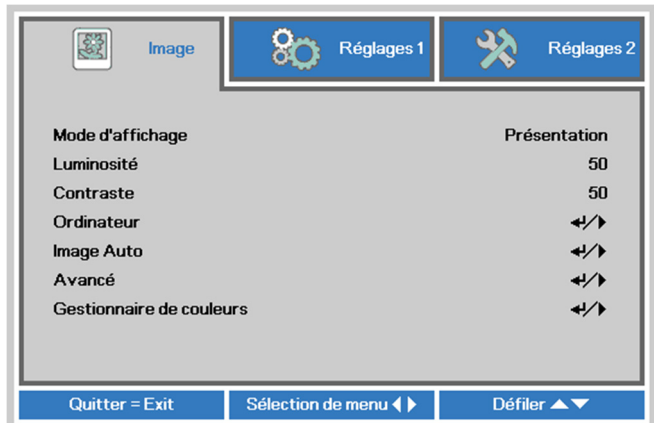 Image Réglages 1 Réglages 2
Mode d'affichage Présentation
Luminosité 50
Contraste 50
Ordinateur ↵/▶
Image Auto ↵/▶
Avancé ↵/▶
Gestionnaire de couleurs ↵/▶
Quitter = Exit Sélection de menu ◀▶ Défiler ▲▼